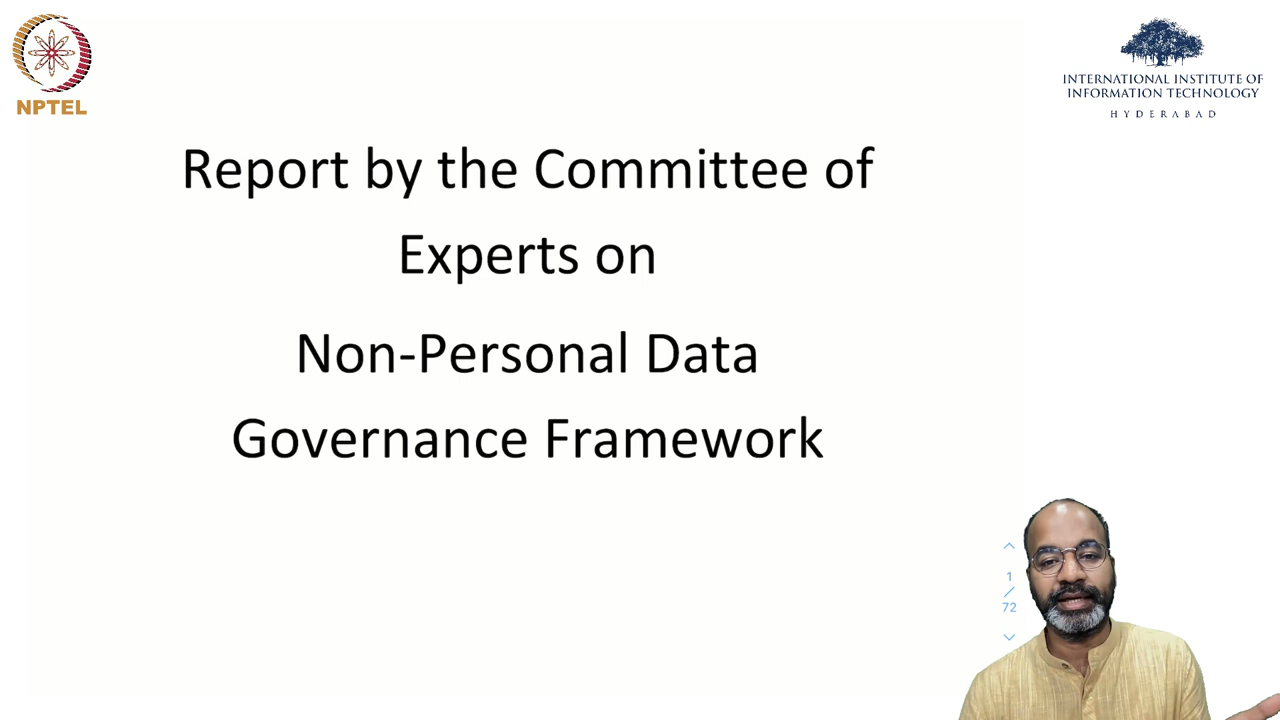 NPTEL
INTERNATIONAL INSTITUTE OF
INFORMATION TECHNOLOGY
HYDERABAD
Report by the Committee of
Experts on
Non-Personal Data
Governance Framework
1
/
72